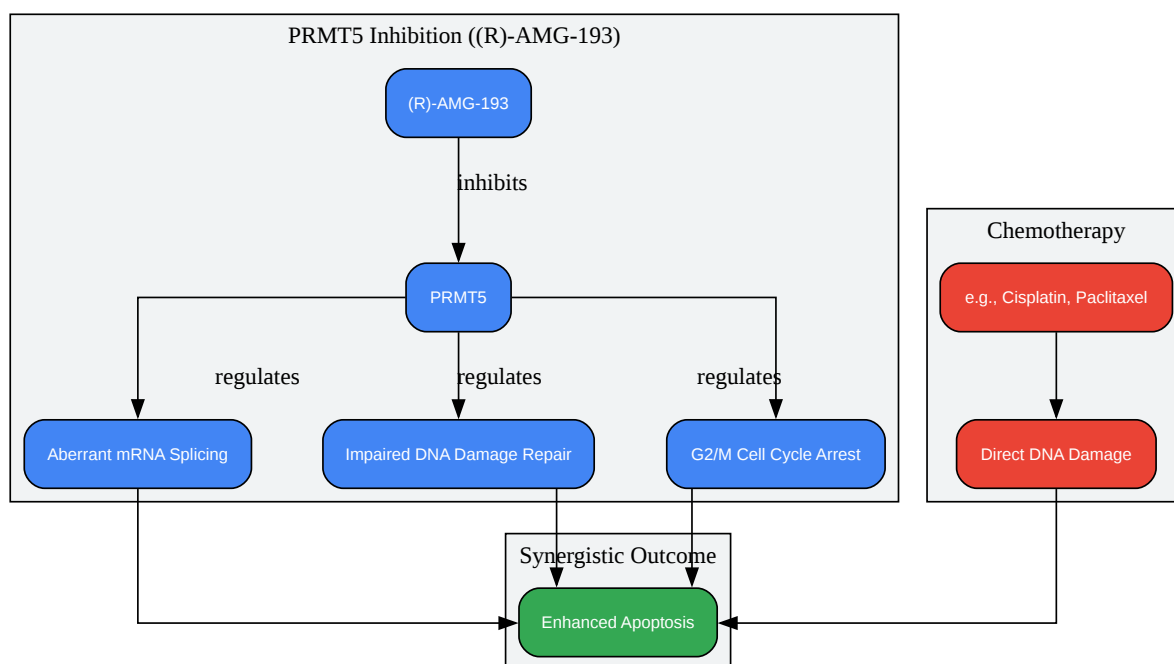 PRMT5 Inhibition ((R)-AMG-193)
(R)-AMG-193
inhibits
Chemotherapy
PRMT5
e.g., Cisplatin, Paclitaxel
regulates
regulates
regulates
Aberrant mRNA Splicing
Impaired DNA Damage Repair
G2/M Cell Cycle Arrest
Direct DNA Damage
Synergistic Outcome
Enhanced Apoptosis